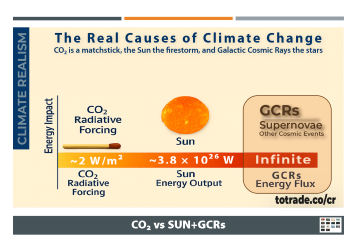 The Real Causes of Climate Change
CO₂ is a matchstick, the Sun the firestorm, and Galactic Cosmic Rays the stars
CLIMATE REALISM
Energy Impact
CO₂
Radiative
Forcing
Sun
GCRs
Supernovae
Other Cosmic Events
~2 W/m² ~3.8 × 10²⁶ W Infinite
CO₂
Radiative
Forcing
Sun
Energy Output
GCRs
Energy Flux
totrade.co/cr
CO₂ vs SUN+GCRs